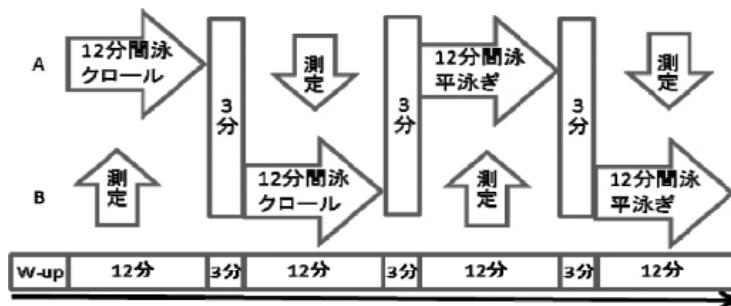 A
12分間泳
クロール
3分
測定
3分
12分間泳
平泳ぎ
3分
測定
B
測定
12分間泳
クロール
測定
12分間泳
平泳ぎ
W-up
12分
3分
12分
3分
12分
3分
12分